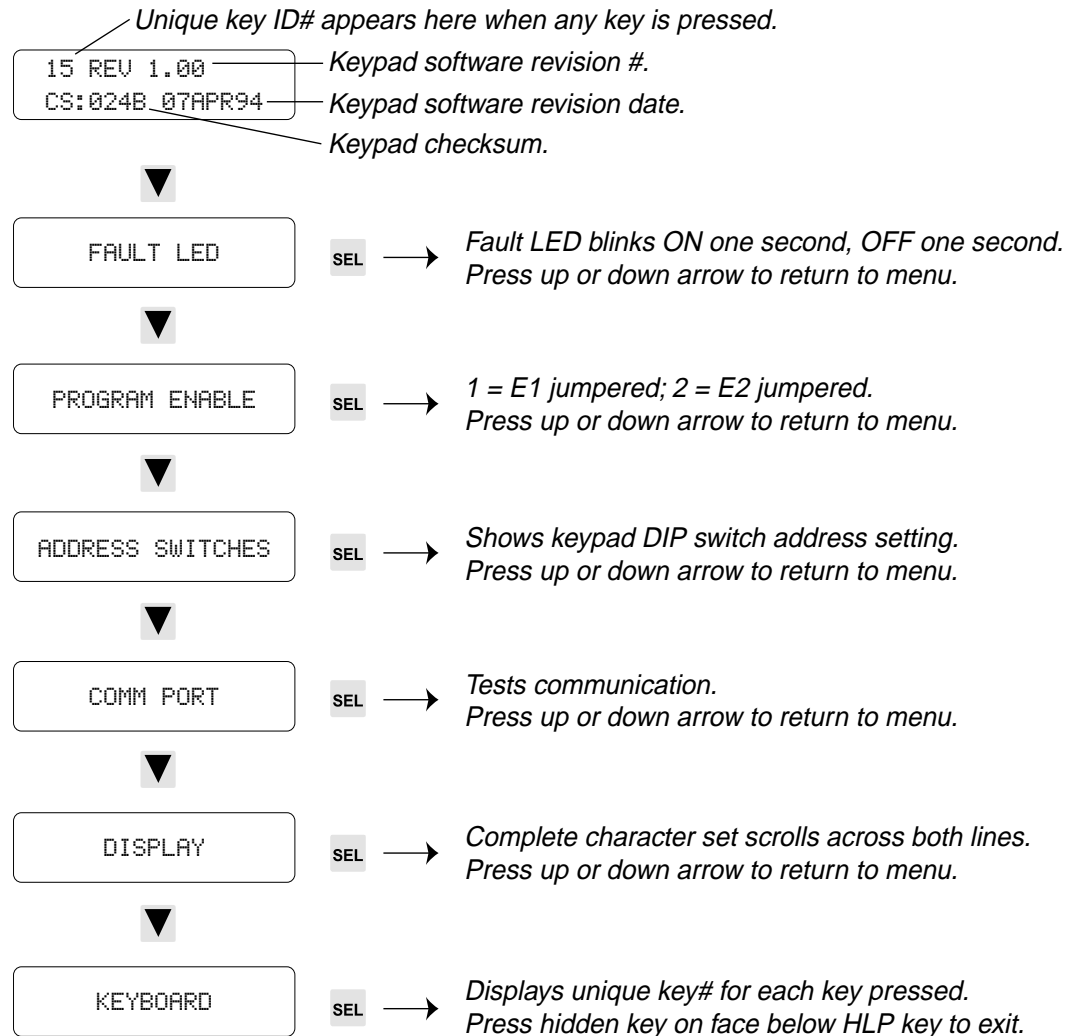 Unique key ID# appears here when any key is pressed.
15 REV 1.00
Keypad software revision #.
CS:024B 07APR94
Keypad software revision date.
Keypad checksum.
FAULT LED
SEL
Fault LED blinks ON one second, OFF one second.
Press up or down arrow to return to menu.
PROGRAM ENABLE
SEL
1 = E1 jumpered; 2 = E2 jumpered.
Press up or down arrow to return to menu.
ADDRESS SWITCHES
SEL
Shows keypad DIP switch address setting.
Press up or down arrow to return to menu.
COMM PORT
SEL
Tests communication.
Press up or down arrow to return to menu.
DISPLAY
SEL
Complete character set scrolls across both lines.
Press up or down arrow to return to menu.
KEYBOARD
SEL
Displays unique key# for each key pressed.
Press hidden key on face below HLP key to exit.